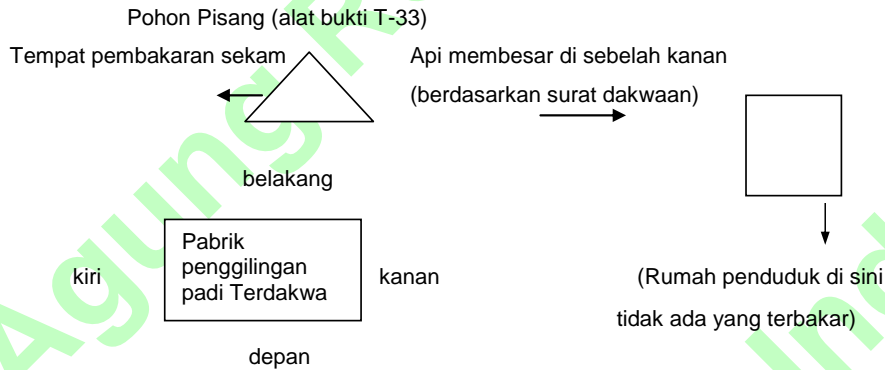 Pohon Pisang (alat bukti T-33)
Tempat pembakaran sekam
Api membesar di sebelah kanan
(berdasarkan surat dakwaan)
belakang
Pabrik
penggilingan
padi Terdakwa
kiri
kanan
(Rumah penduduk di sini
tidak ada yang terbakar)
depan
Agung R
Ind